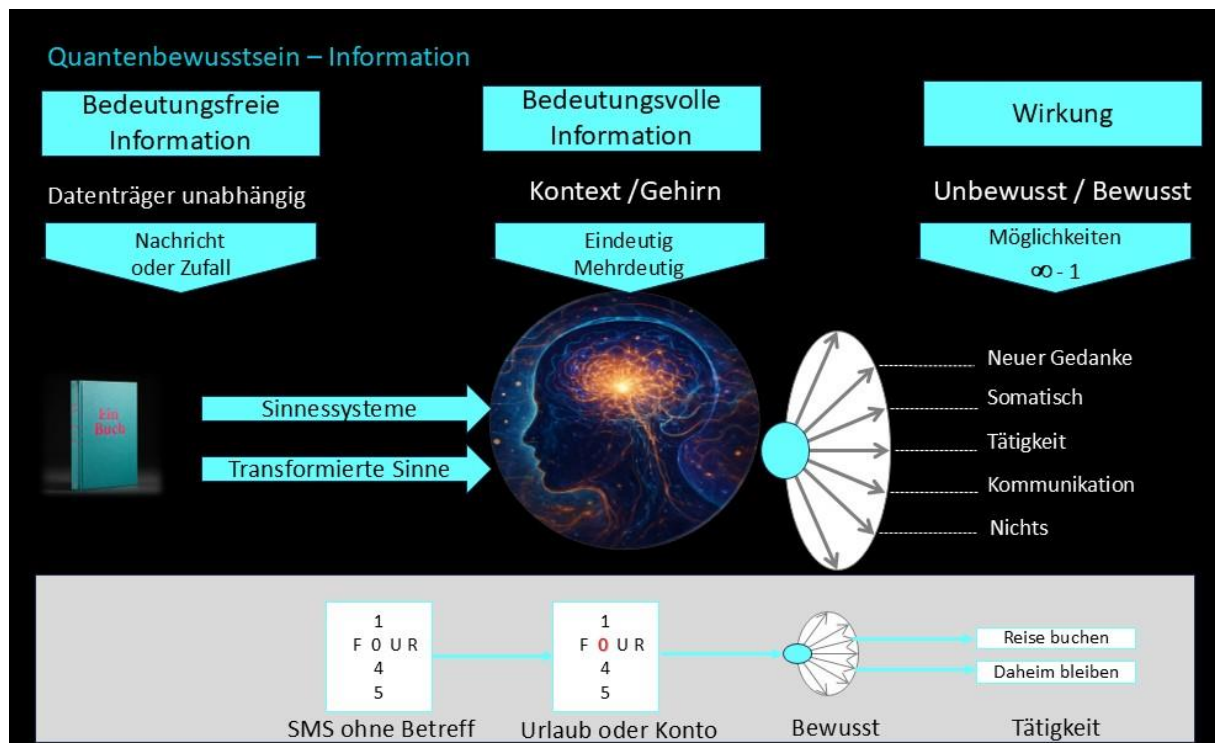 Quantenbewusstsein – Information
Bedeutungsfreie
Information
Bedeutungsvolle
Information
Wirkung
Datenträger unabhängig
Kontext /Gehirn
Unbewusst / Bewusst
Nachricht
oder Zufall
Eindeutig
Mehrdeutig
Möglichkeiten
∞ - 1
Ein
Buch
Sinnessysteme
Transformierte Sinne
Neuer Gedanke
Somatisch
Tätigkeit
Kommunikation
Nichts
1
F 0 U R
4
5
1
F 0 U R
4
5
Reise buchen
Daheim bleiben
SMS ohne Betreff
Urlaub oder Konto
Bewusst
Tätigkeit